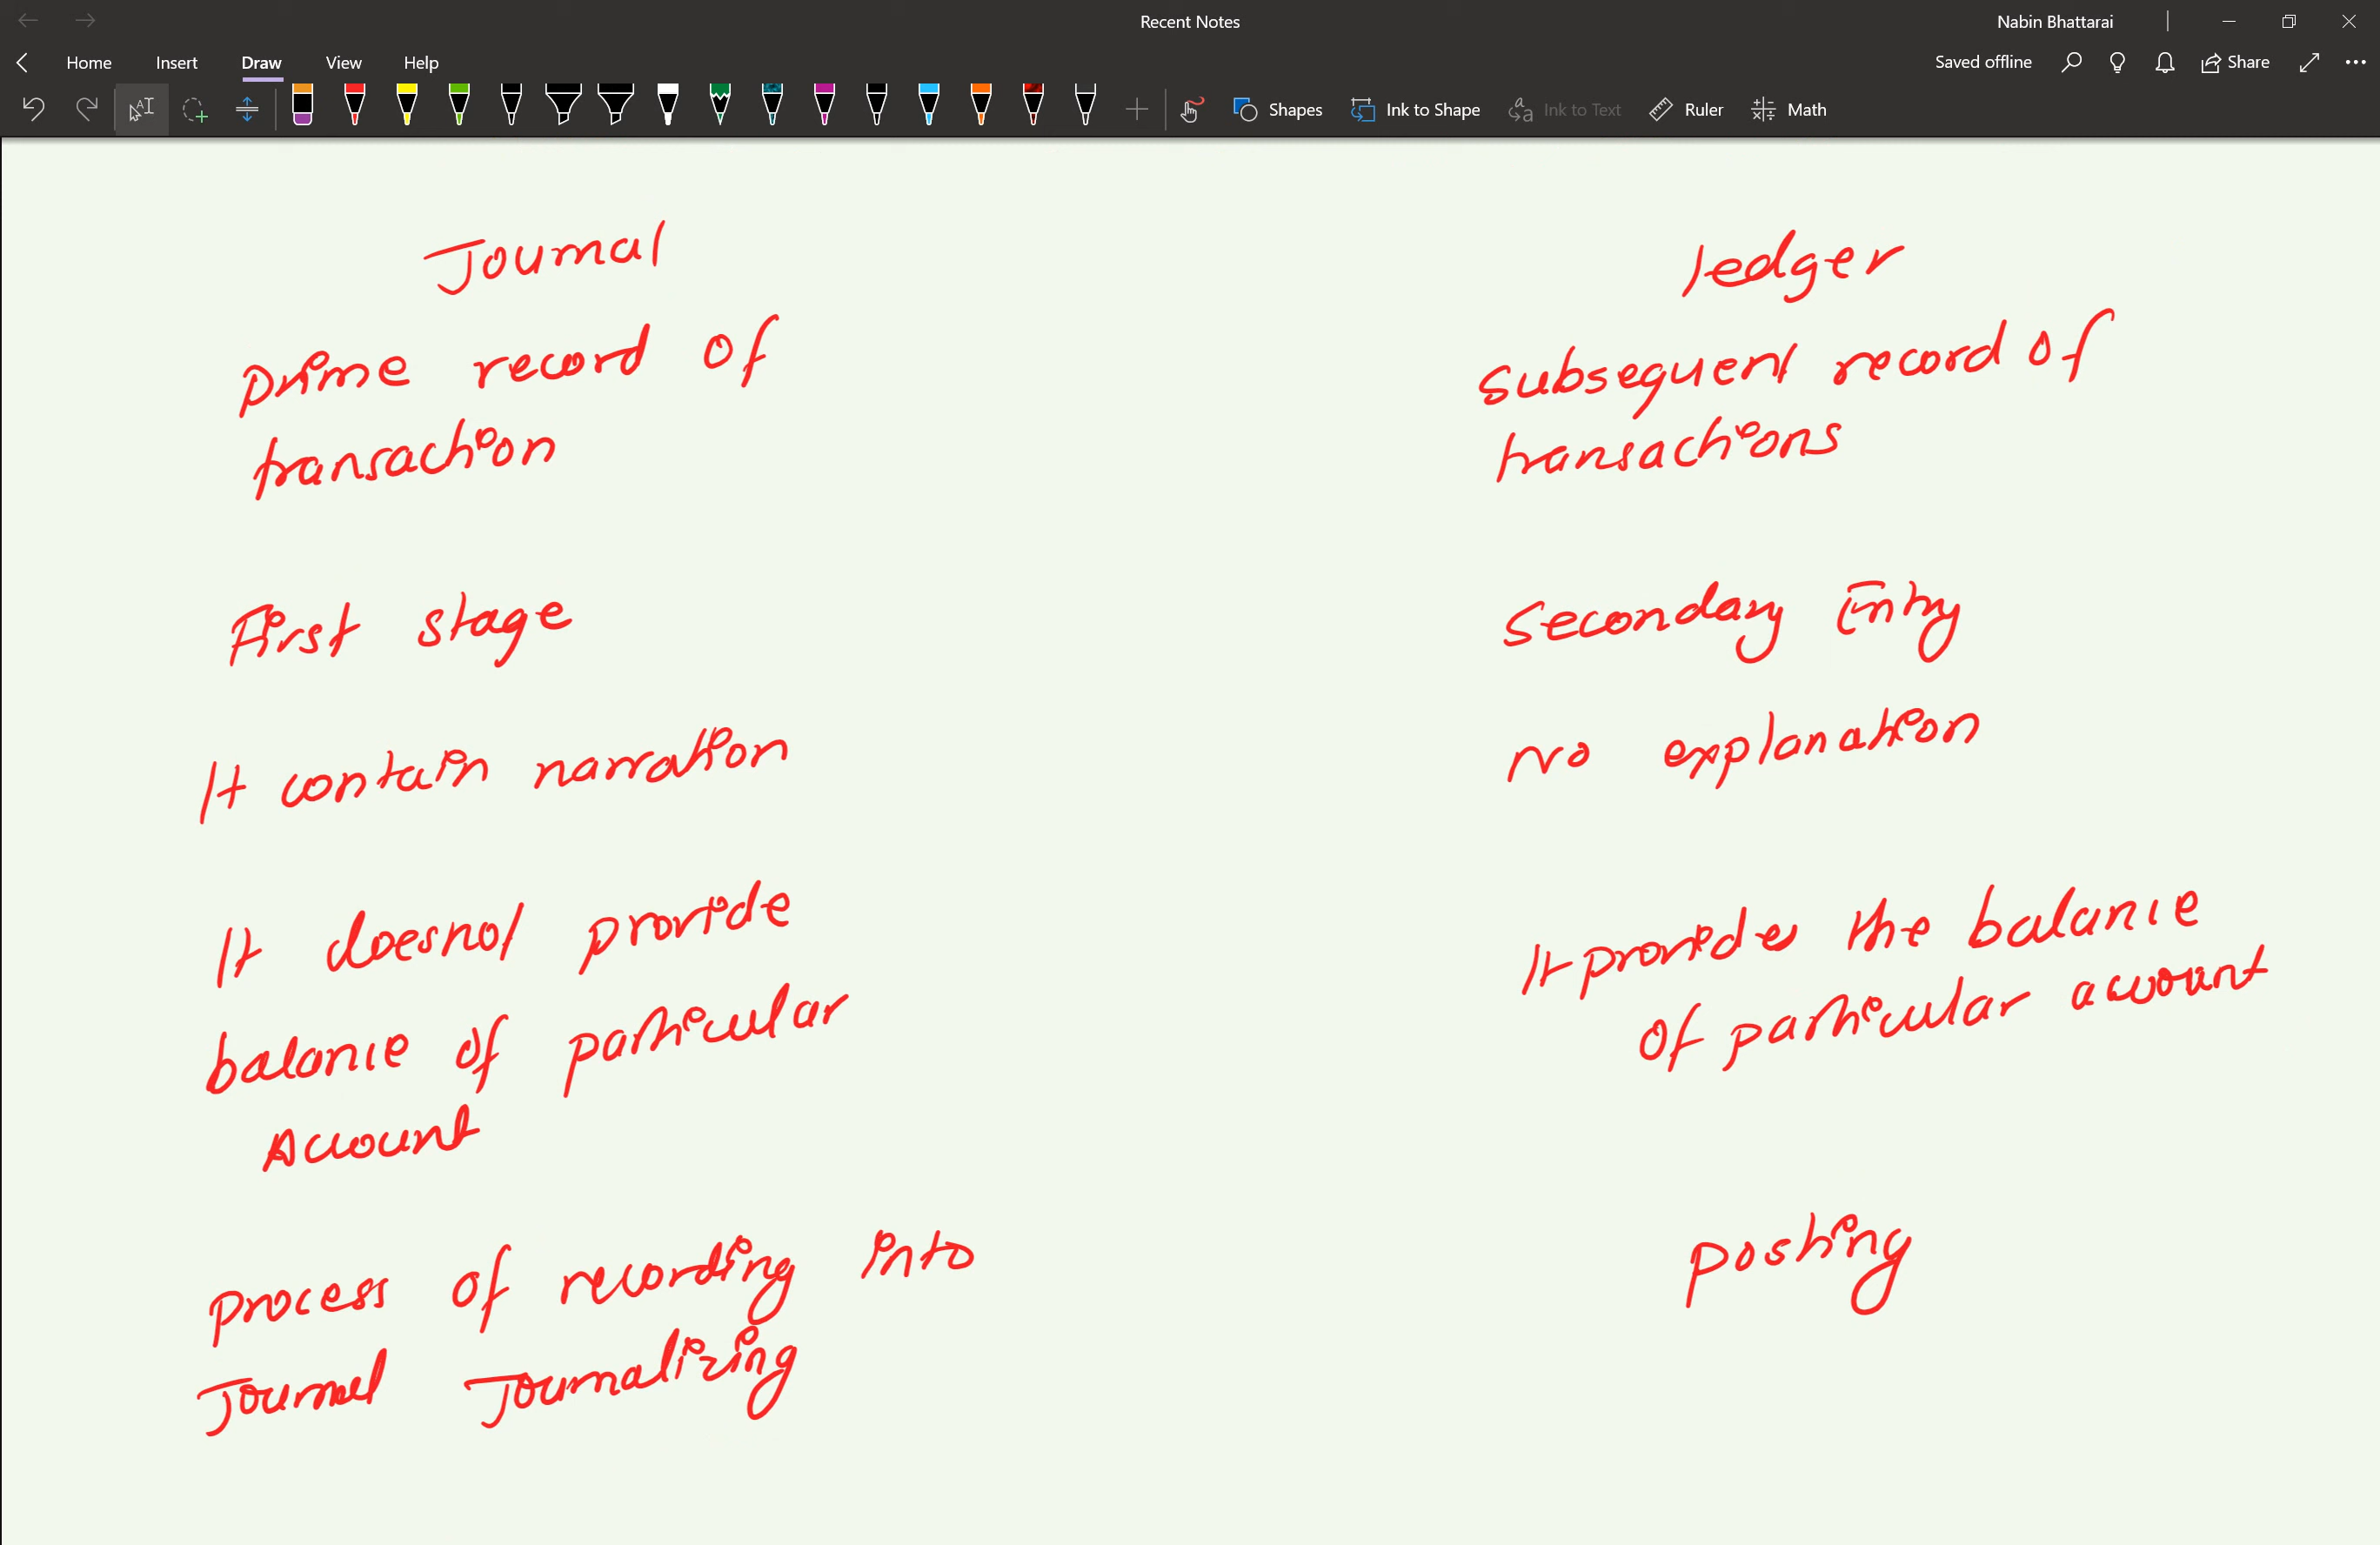 Recent Notes
Nabin Bhattarai
Home Insert Draw View Help
Saved offline Share
Shapes Ink to Shape Ink to Text Ruler Math
Journal
prime record of
transaction
First stage
It contain narration
It doesnot provide
balance of particular
Account
process of recording into
Journal Journalizing
ledger
subsequent record of
transactions
Secondary Entry
No explanation
It provides the balance
of particular account
posting